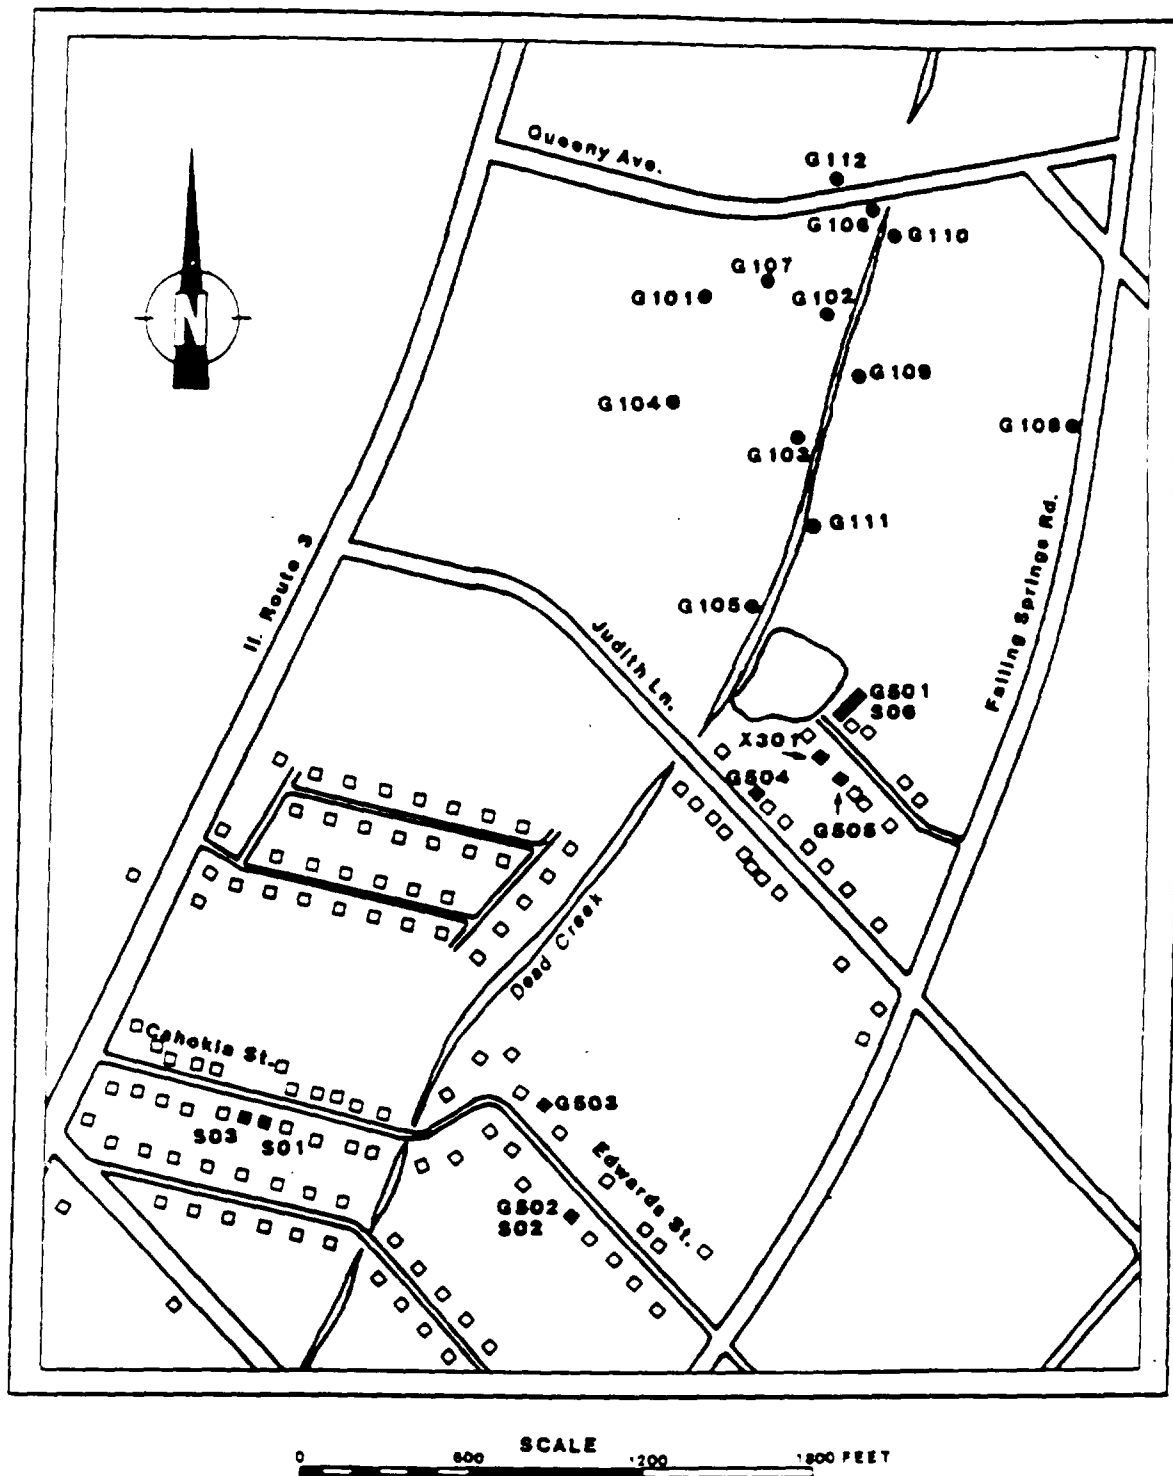 Queeny Ave.
G112
G106
G110
G107
G101
G102
N
G109
G104
G108
G103
G111
Il. Route 3
Falling Springs Rd.
G105
Judith Ln.
G501
S06
X301
G504
G505
Dead Creek
Cahokia St.
G503
S03
S01
Edwards St.
G502
S02
SCALE
0 600 1200 1800 FEET